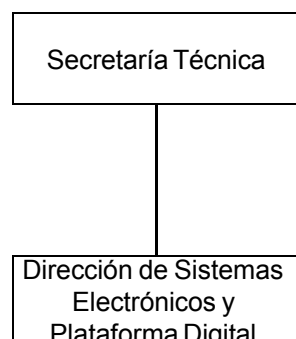 Secretaría Técnica
Dirección de Sistemas
Electrónicos y
Plataforma Digital